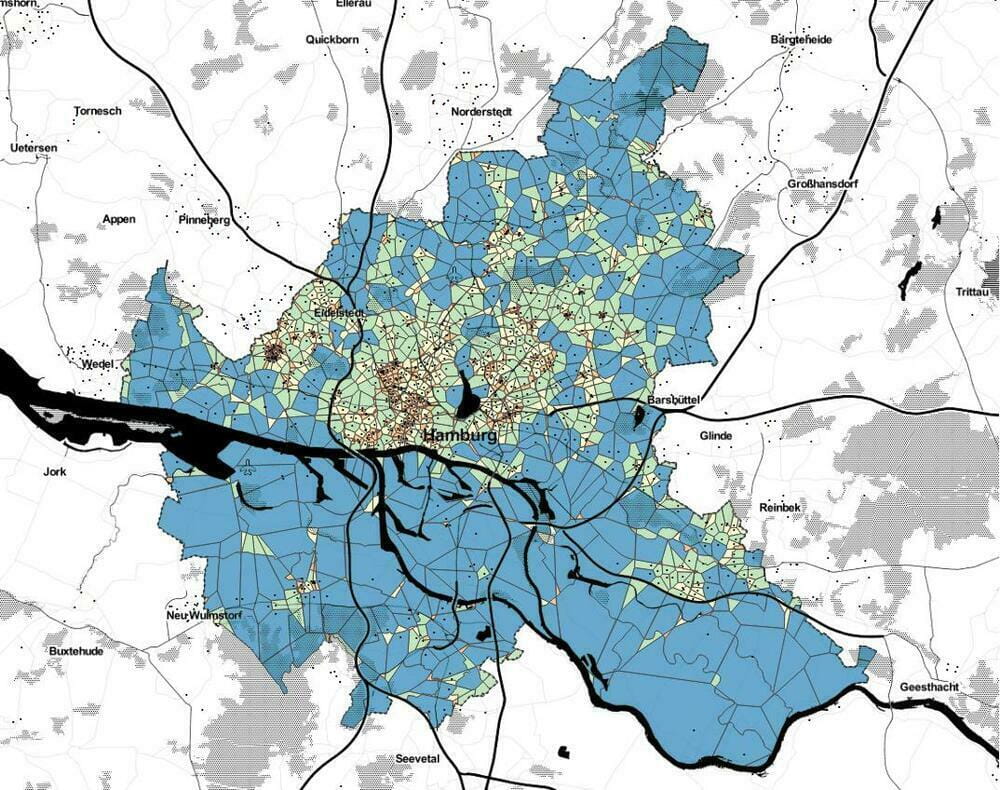 mshorn
Ellerau
Quickborn
Bargteheide
Tornesch
Norderstedt
Uetersen
Großhansdorf
Appen
Pinneberg
Trittau
Eidelstedt
Wedel
Barsbüttel
Hamburg
Glinde
Jork
Reinbek
Neu Wulmstorf
Buxtehude
Geesthacht
Seevetal